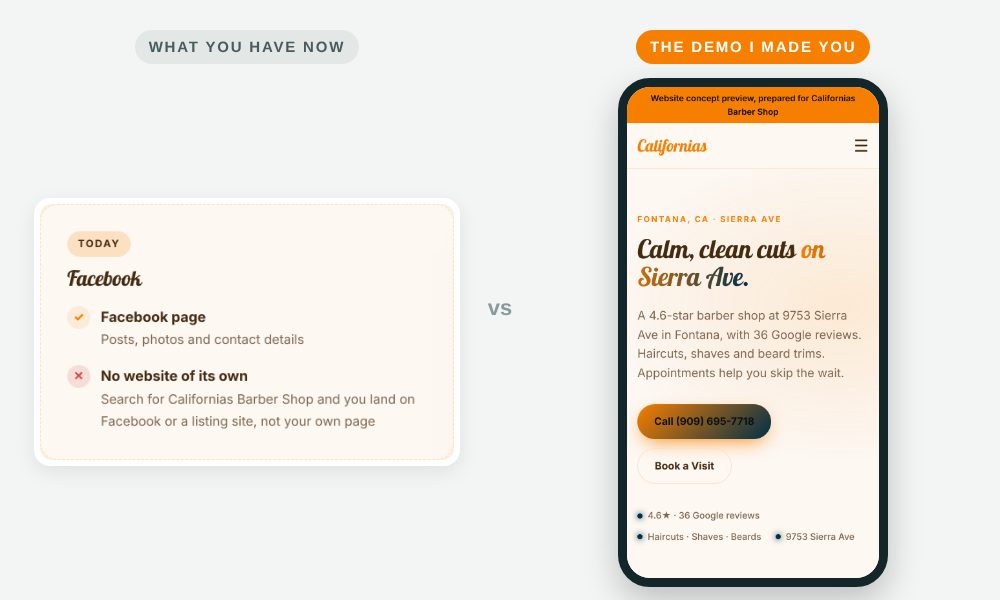 WHAT YOU HAVE NOW
TODAY
Facebook
✓ Facebook page
Posts, photos and contact details
✕ No website of its own
Search for Californias Barber Shop and you land on
Facebook or a listing site, not your own page
vs
THE DEMO I MADE YOU
Website concept preview, prepared for Californias
Barber Shop
Californias
☰
FONTANA, CA · SIERRA AVE
Calm, clean cuts on
Sierra Ave.
A 4.6-star barber shop at 9753 Sierra
Ave in Fontana, with 36 Google reviews.
Haircuts, shaves and beard trims.
Appointments help you skip the wait.
Call (909) 695-7718
Book a Visit
4.6★ · 36 Google reviews
Haircuts · Shaves · Beards
9753 Sierra Ave